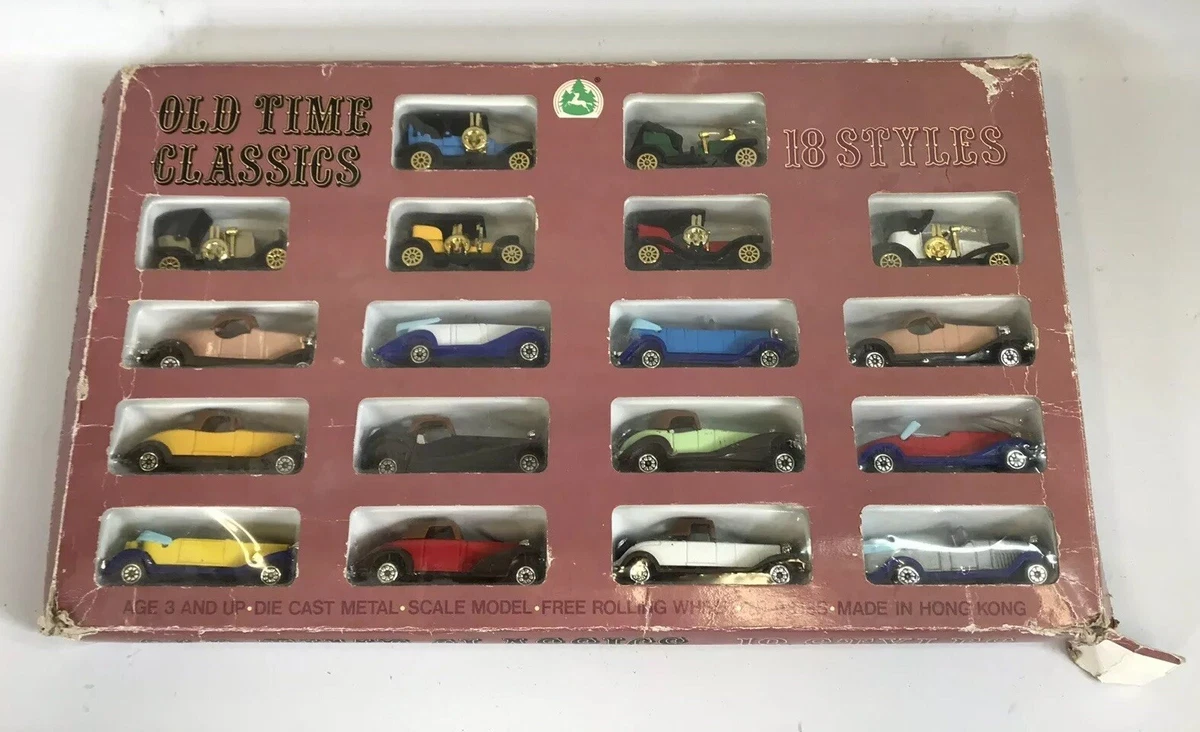 OLD TIME
CLASSICS
18 STYLES
AGE 3 AND UP•DIE CAST METAL•SCALE MODEL•FREE ROLLING MADE IN HONG KONG
18